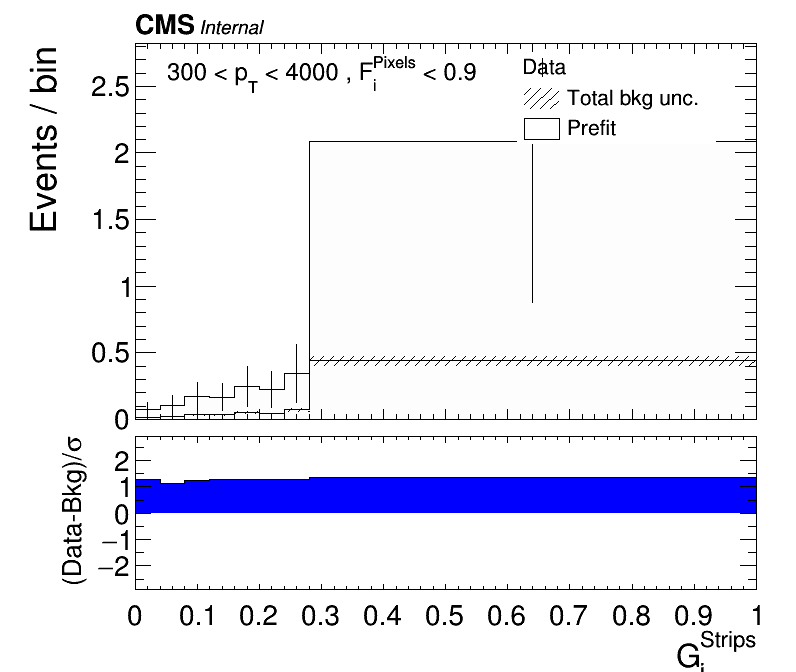 CMS Internal
300 < p_T < 4000 , F_i^Pixels < 0.9
Data
Total bkg unc.
Prefit
Events / bin
2.5
2
1.5
1
0.5
0
(Data-Bkg)/σ
2
1
0
−1
−2
0 0.1 0.2 0.3 0.4 0.5 0.6 0.7 0.8 0.9 1
G_i^Strips